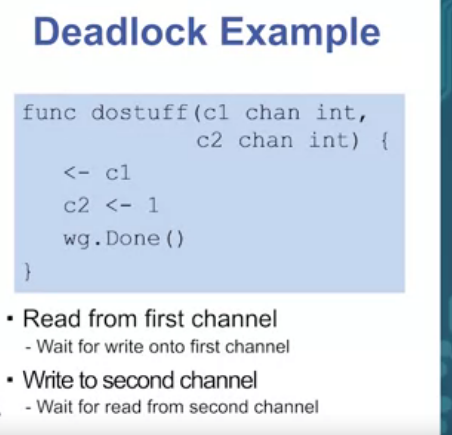 Deadlock Example
func dostuff(c1 chan int,
c2 chan int) {
<- c1
c2 <- 1
wg.Done()
}
▪ Read from first channel
- Wait for write onto first channel
▪ Write to second channel
- Wait for read from second channel